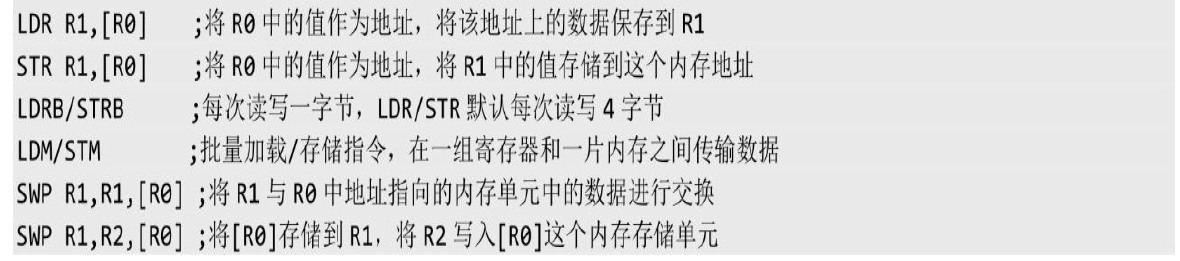 LDR R1,[R0]    ;将 R0 中的值作为地址，将该地址上的数据保存到 R1
STR R1,[R0]    ;将 R0 中的值作为地址，将 R1 中的值存储到这个内存地址
LDRB/STRB      ;每次读写一字节，LDR/STR 默认每次读写 4 字节
LDM/STM        ;批量加载/存储指令，在一组寄存器和一片内存之间传输数据
SWP R1,R1,[R0] ;将 R1 与 R0 中地址指向的内存单元中的数据进行交换
SWP R1,R2,[R0] ;将[R0]存储到 R1，将 R2 写入[R0]这个内存存储单元